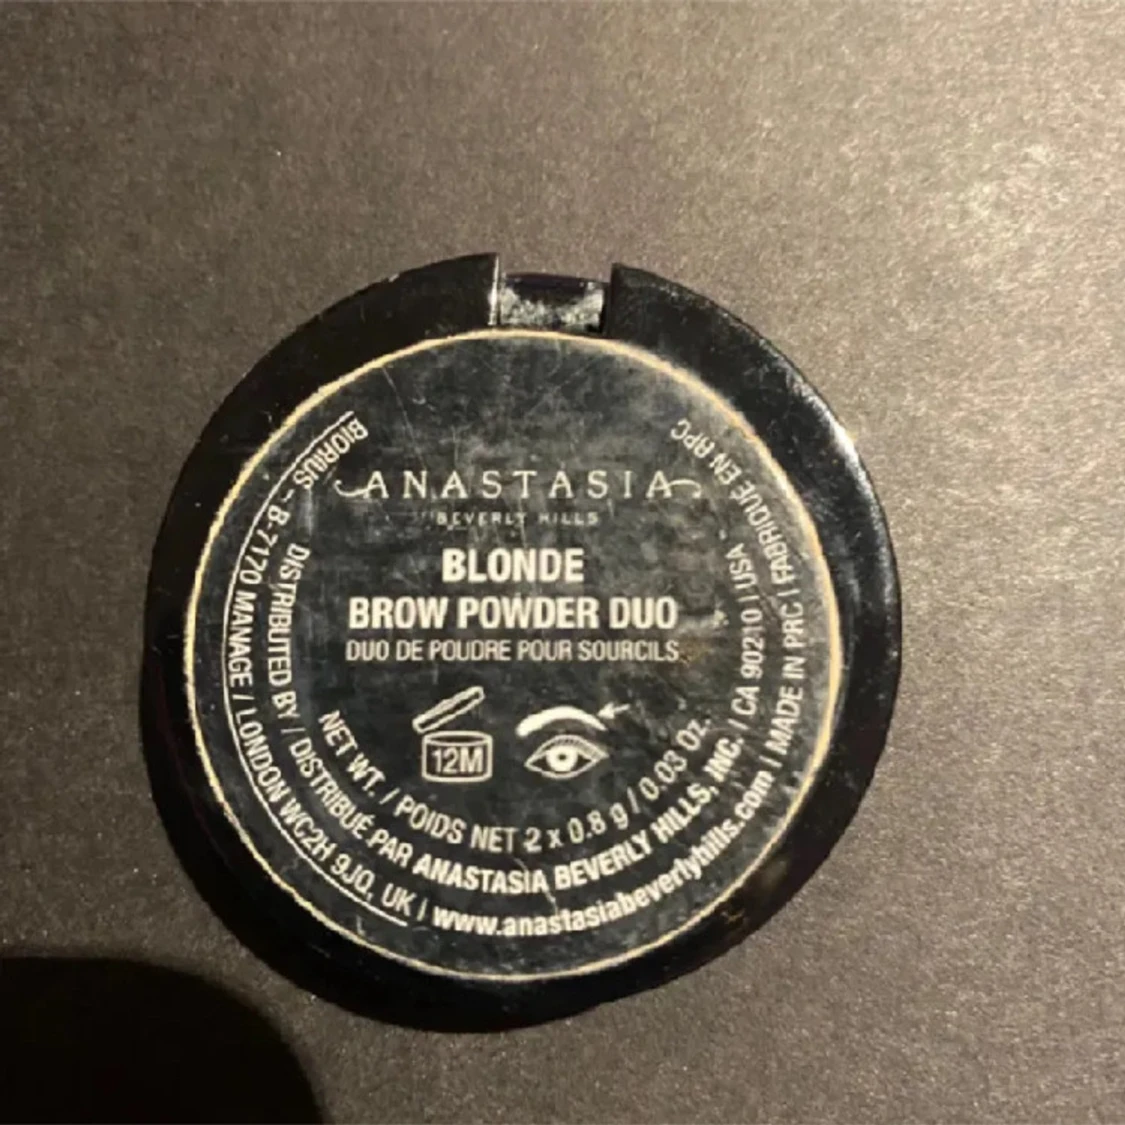 ANASTASIA
BEVERLY HILLS
BLONDE
BROW POWDER DUO
DUO DE POUDRE POUR SOURCILS
12M
NET WT. / POIDS NET 2 x 0.8 g / 0.03 Oz.
DISTRIBUTED BY / DISTRIBUÉ PAR ANASTASIA BEVERLY HILLS, INC. | CA 90210 | USA
BIORIUS - B-7170 MANAGE / LONDON WC2H 9JQ, UK | www.anastasiabeverlyhills.com | MADE IN PRC | FABRIQUÉ EN RPC